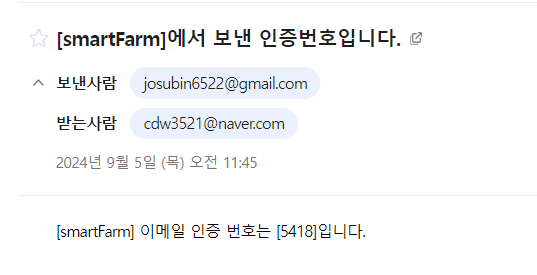 [smartFarm]에서 보낸 인증번호입니다.
보낸사람 josubin6522@gmail.com
받는사람 cdw3521@naver.com
2024년 9월 5일 (목) 오전 11:45
[smartFarm] 이메일 인증 번호는 [5418]입니다.